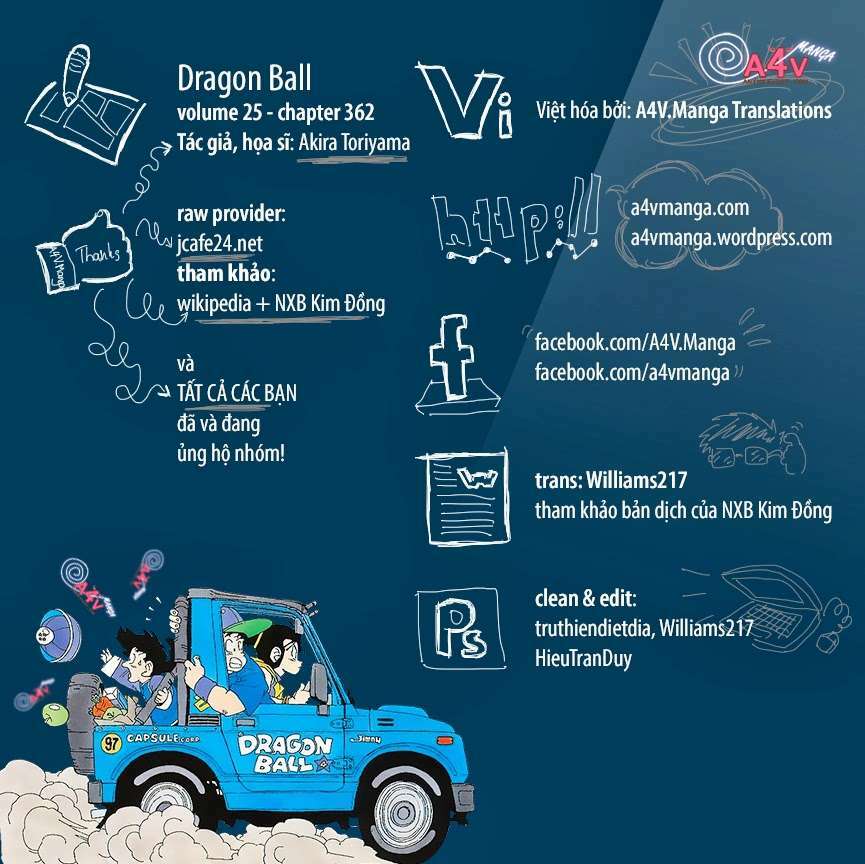 Dragon Ball
volume 25 - chapter 362
Tác giả, họa sĩ: Akira Toriyama
Thanks
raw provider:
jcafe24.net
tham khảo:
wikipedia + NXB Kim Đồng
và
TẤT CẢ CÁC BẠN
đã và đang
ủng hộ nhóm!
A4V MANGA
Vi
Việt hóa bởi: A4V.Manga Translations
http://
a4vmanga.com
a4vmanga.wordpress.com
f
facebook.com/A4V.Manga
facebook.com/a4vmanga
trans: Williams217
tham khảo bản dịch của NXB Kim Đồng
Ps
clean & edit:
truthiendietdia, Williams217
HieuTranDuy
A4V
A4V
97
CAPSULE CORP.
DRAGON
BALL
Jimny